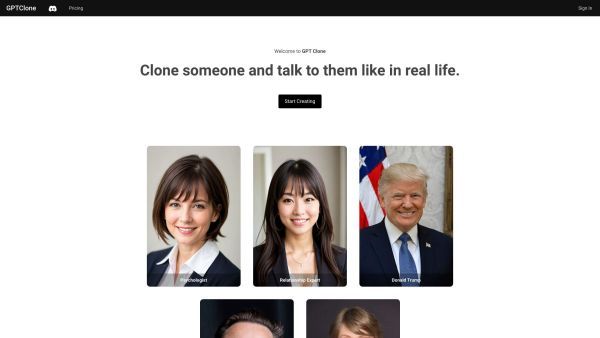 GPTClone
Pricing
Sign In
Welcome to GPT Clone
Clone someone and talk to them like in real life.
Start Creating
Psychologist
Relationship Expert
Donald Trump